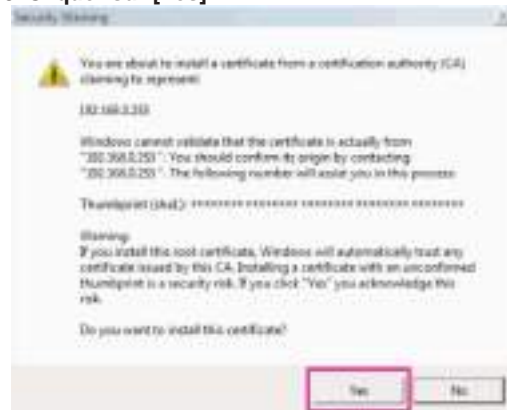 Security Warning
You are about to install a certificate from a certification authority (CA)
claiming to represent:
192.168.0.253
Windows cannot validate that the certificate is actually from
"192.168.0.253". You should confirm its origin by contacting
"192.168.0.253". The following number will assist you in this process:
Thumbprint (sha1): ******** ******** ******** ******** ********
Warning:
If you install this root certificate, Windows will automatically trust any
certificate issued by this CA. Installing a certificate with an unconfirmed
thumbprint is a security risk. If you click "Yes" you acknowledge this
risk.
Do you want to install this certificate?
Yes
No